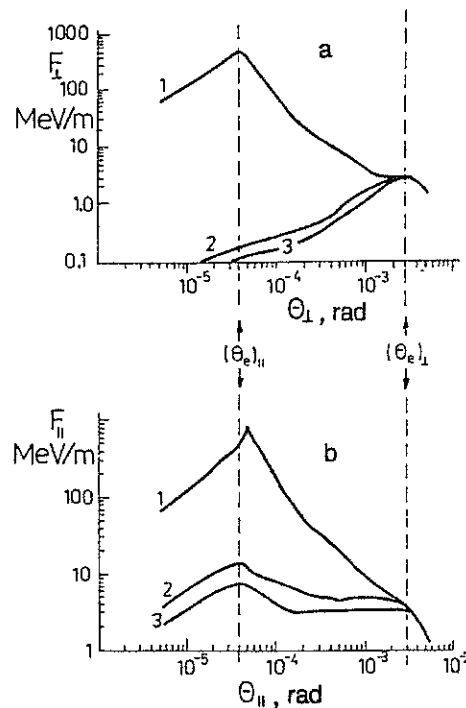 1000
F⊥
a
100
1
MeV/m
10
1.0
2
3
0.1
10⁻⁵
10⁻⁴
10⁻³
Θ⊥, rad
(Θe)∥
(Θe)⊥
F∥
b
MeV/m
1
100
10
2
3
1
10⁻⁵
10⁻⁴
10⁻³
Θ∥, rad